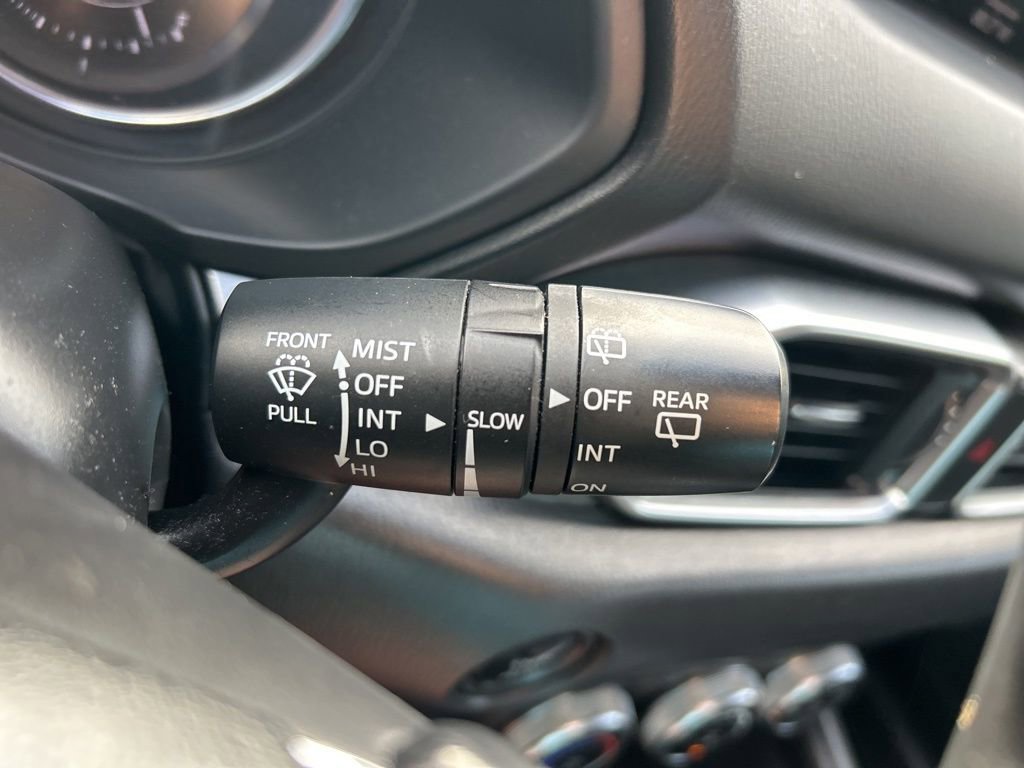 FRONT
PULL
MIST
OFF
INT
LO
HI
SLOW
OFF
INT
ON
REAR